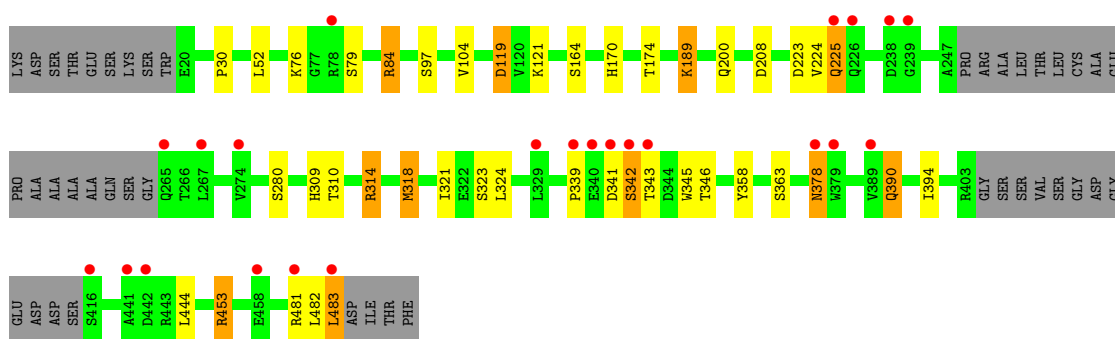 LYS ASP SER THR GLU SER LYS SER TRP E20 P30 L52 K76 G77 R78 S79 R84 S97 V104 D119 V120 K121 S164 H170 T174 K189 Q200 D208 D223 V224 Q225 Q226 D238 G239 A247 PRO ARG ALA LEU THR LEU CYS ALA GLU
PRO ALA ALA ALA ALA GLN SER GLY Q265 T266 L267 V274 S280 H309 T310 R314 M318 I321 E322 S323 L324 L329 P339 E340 D341 S342 T343 D344 W345 T346 Y358 S363 N378 W379 V389 Q390 I394 R403 GLY SER SER VAL SER GLY ASP GLY
GLU ASP ASP SER S416 A441 D442 R443 L444 R453 E458 R481 L482 L483 ASP ILE THR PHE